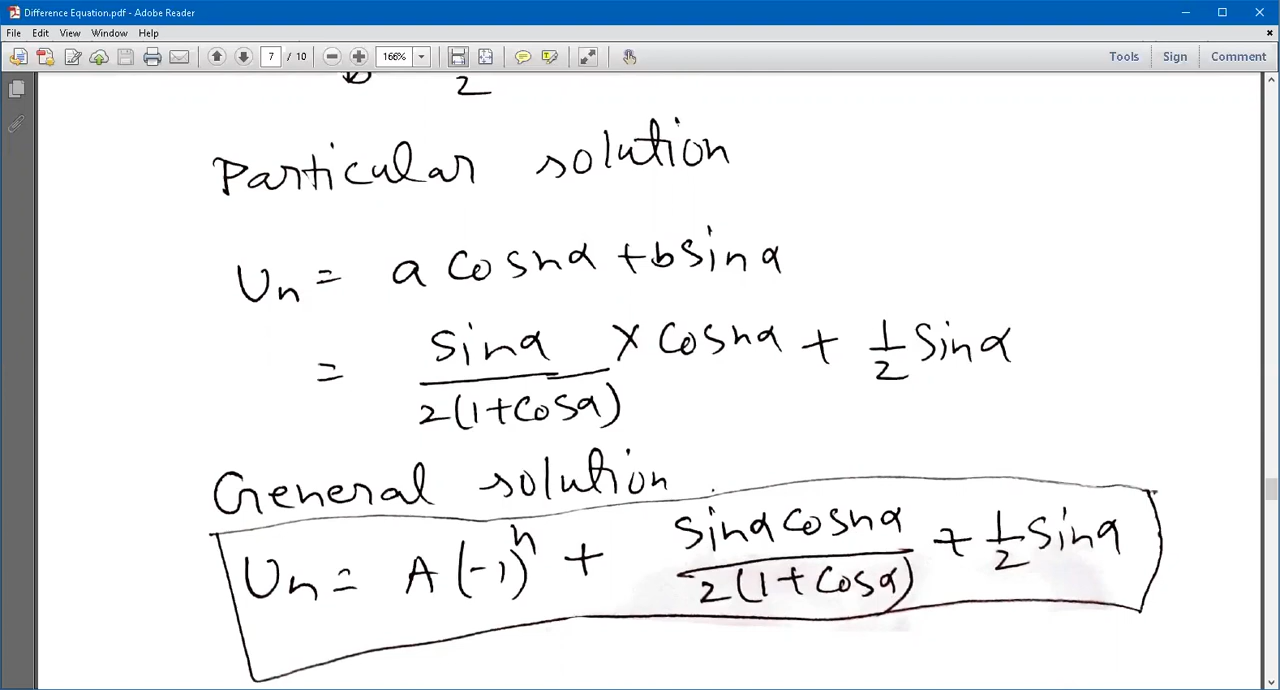 Difference Equation.pdf - Adobe Reader
File Edit View Window Help
7 / 10 166% Tools Sign Comment
b 2
Particular solution
Un = a cosnα + bsinα
= sinα / 2(1+cosα) × cosnα + 1/2 sinα
General solution.
Un = A(-1)^n + sinα cosnα / 2(1+cosα) + 1/2 sinα